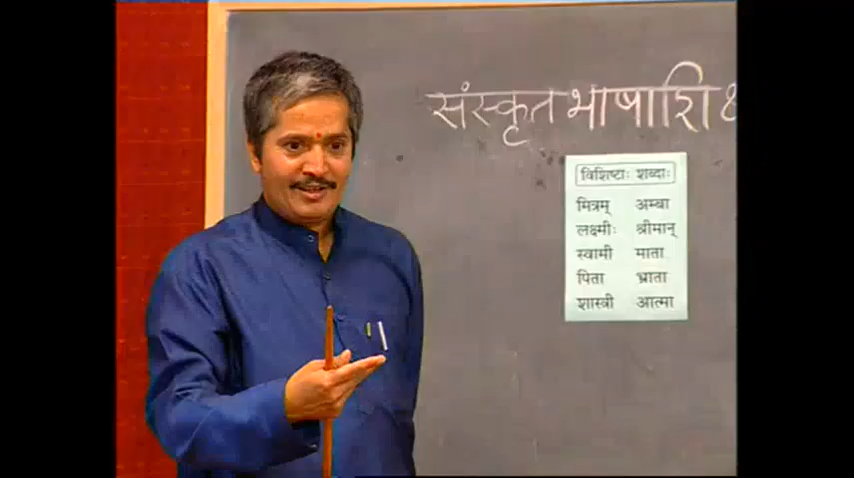 संस्कृतभाषाशि
विशिष्टाः शब्दाः
मित्रम् अम्बा
लक्ष्मीः श्रीमान्
स्वामी माता
पिता भ्राता
शास्त्री आत्मा